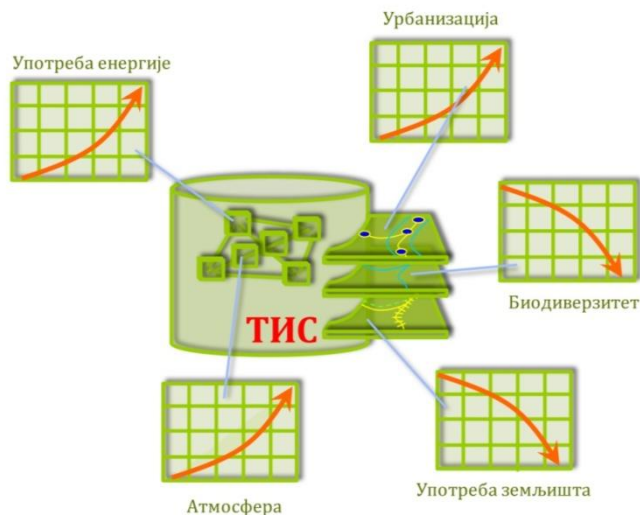 Урбанизација
Употреба енергије
Биодиверзитет
ТИС
Употреба земљишта
Атмосфера